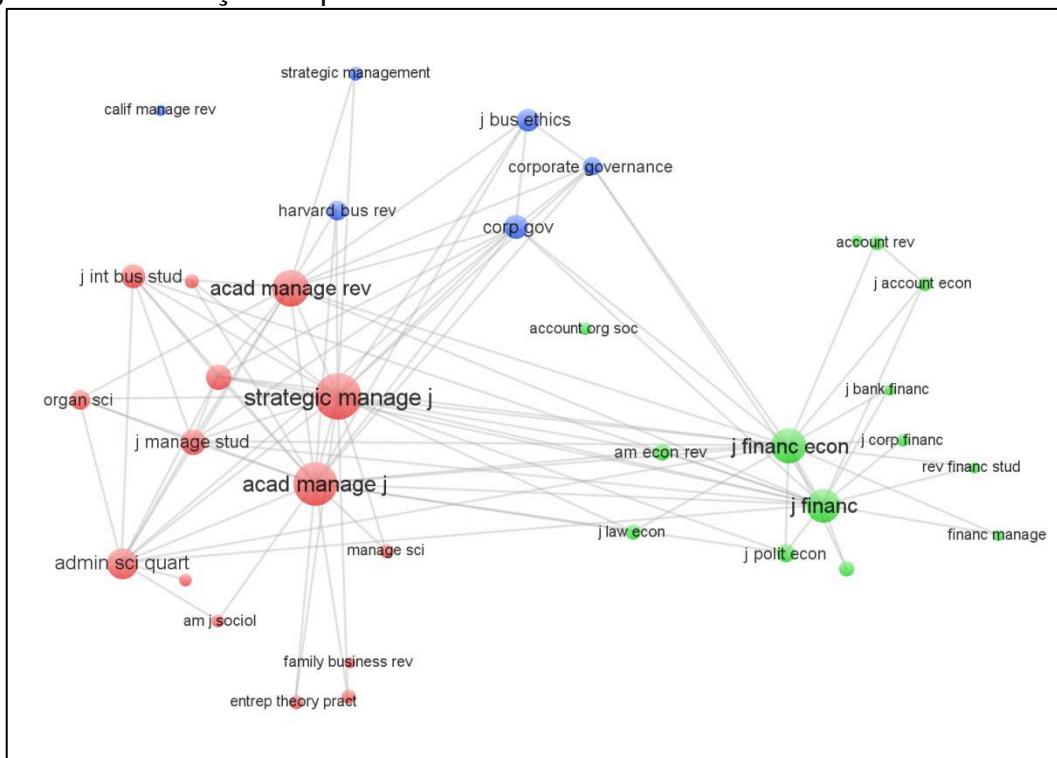 strategic management
calif manage rev
j bus ethics
corporate governance
harvard bus rev
corp gov
account rev
j int bus stud
acad manage rev
j account econ
account org soc
j bank financ
organ sci
strategic manage j
j manage stud
am econ rev
j financ econ
j corp financ
rev financ stud
acad manage j
j financ
j law econ
financ manage
admin sci quart
manage sci
j polit econ
am j sociol
family business rev
entrep theory pract